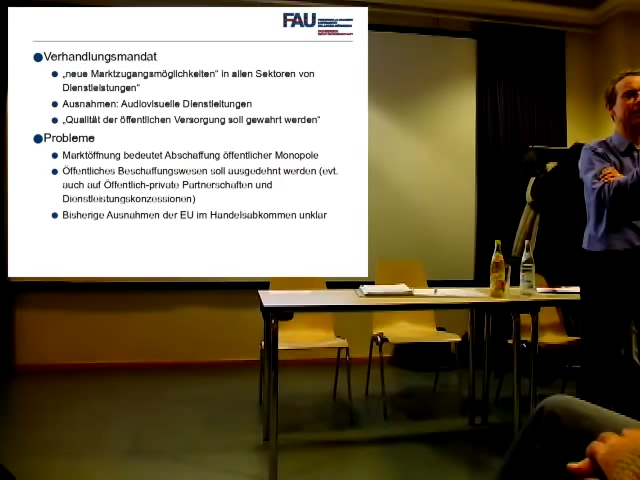 FAU
Verhandlungsmandat
„neue Marktzugangsmöglichkeiten“ in allen Sektoren von
Dienstleistungen“
Ausnahmen: Audiovisuelle Dienstleitungen
„Qualität der öffentlichen Versorgung soll gewahrt werden“
Probleme
Marktöffnung bedeutet Abschaffung öffentlicher Monopole
Öffentliches Beschaffungswesen soll ausgedehnt werden (evt.
auch auf Öffentlich-private Partnerschaften und
Dienstleistungskonzessionen)
Bisherige Ausnahmen der EU im Handelsabkommen unklar